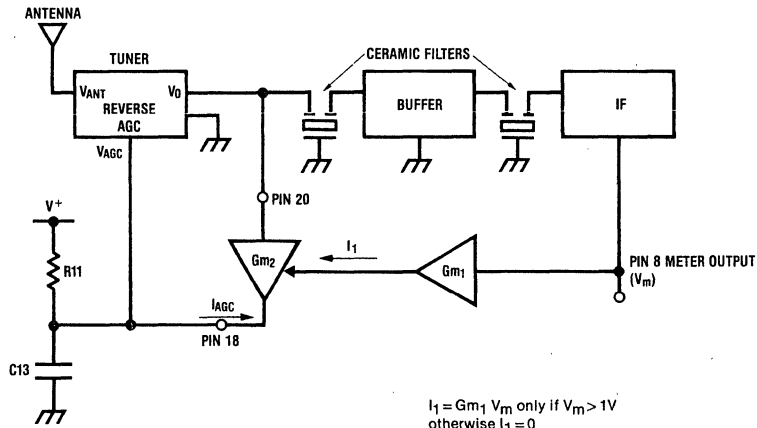 ANTENNA
TUNER
CERAMIC FILTERS
VANT
VO
REVERSE
AGC
VAGC
BUFFER
IF
PIN 20
V+
R11
I1
Gm2
Gm1
PIN 8 METER OUTPUT
(Vm)
IAGC
PIN 18
C13
I1 = Gm1 Vm only if Vm > 1V
otherwise I1 = 0